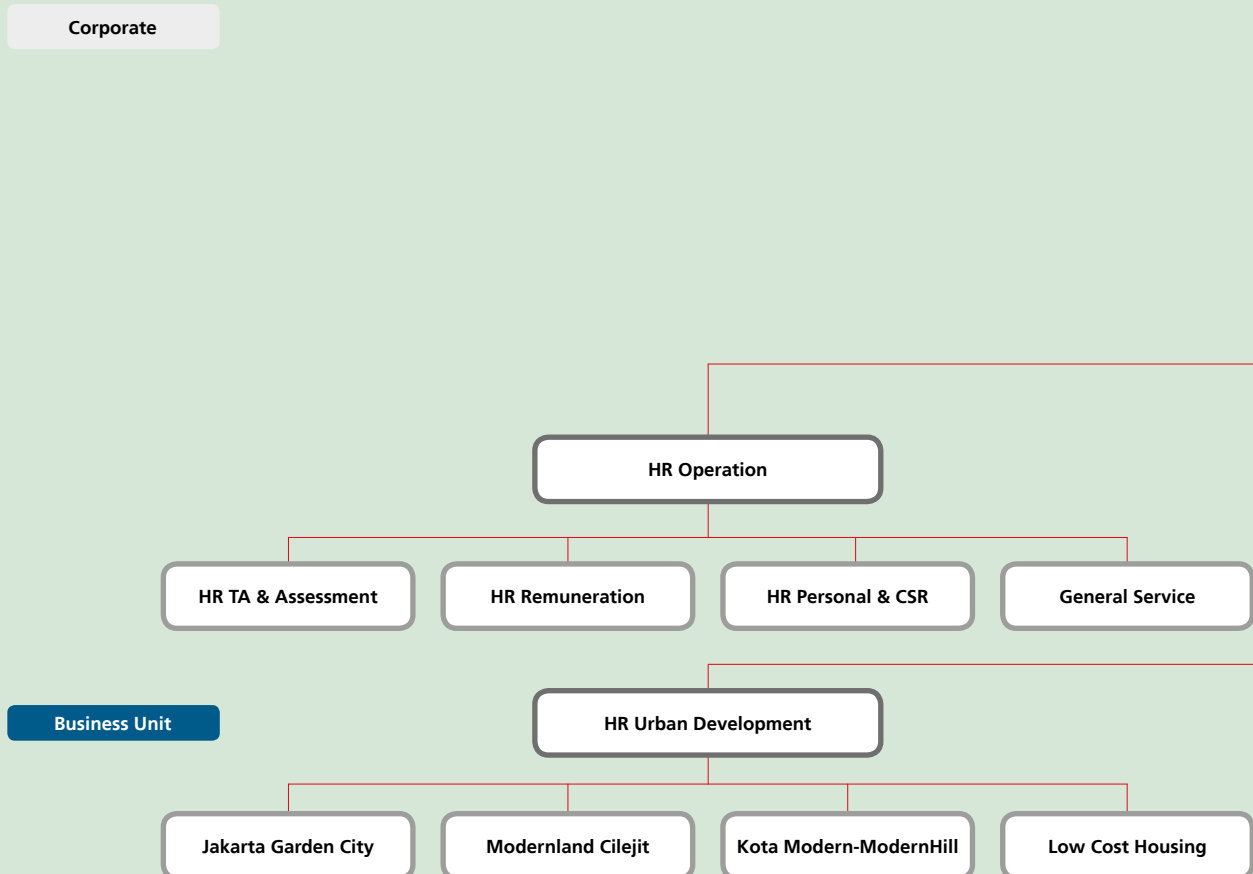 Corporate
HR Operation
HR TA & Assessment
HR Remuneration
HR Personal & CSR
General Service
Business Unit
HR Urban Development
Jakarta Garden City
Modernland Cilejit
Kota Modern-ModernHill
Low Cost Housing